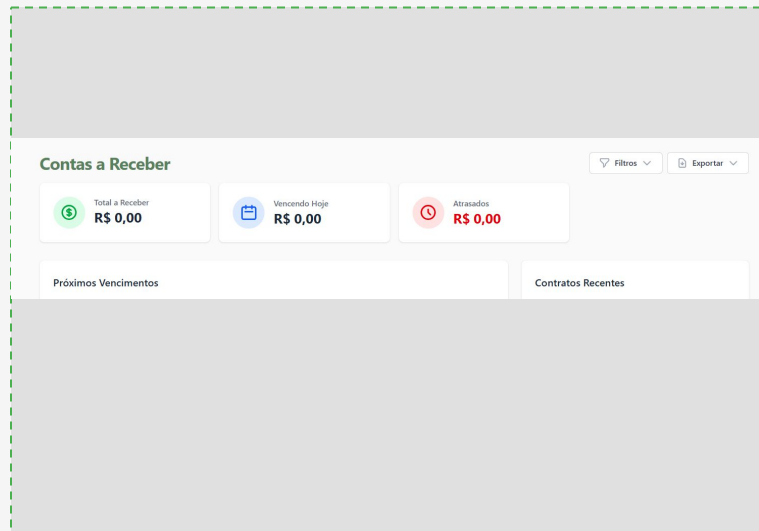 Contas a Receber
Filtros
Exportar
Total a Receber
R$ 0,00
Vencendo Hoje
R$ 0,00
Atrasados
R$ 0,00
Próximos Vencimentos
Contratos Recentes